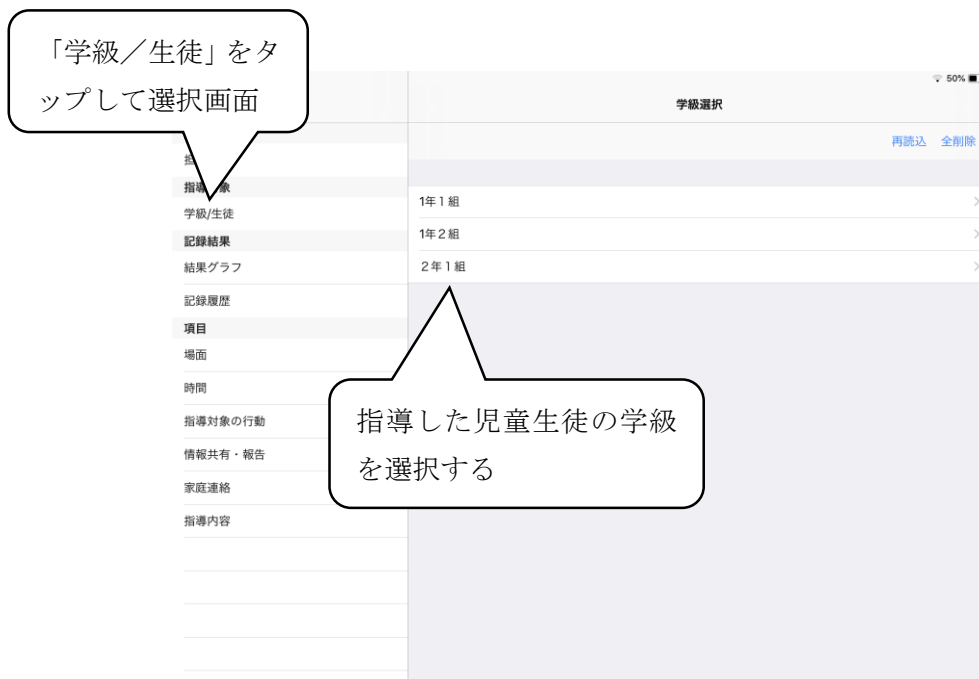 「学級／生徒」をタ
ップして選択画面
50%
学級選択
再読込 全削除
指導対象
学級/生徒
記録結果
結果グラフ
記録履歴
項目
場面
時間
指導対象の行動
情報共有・報告
家庭連絡
指導内容
1年１組
1年２組
２年１組
指導した児童生徒の学級
を選択する